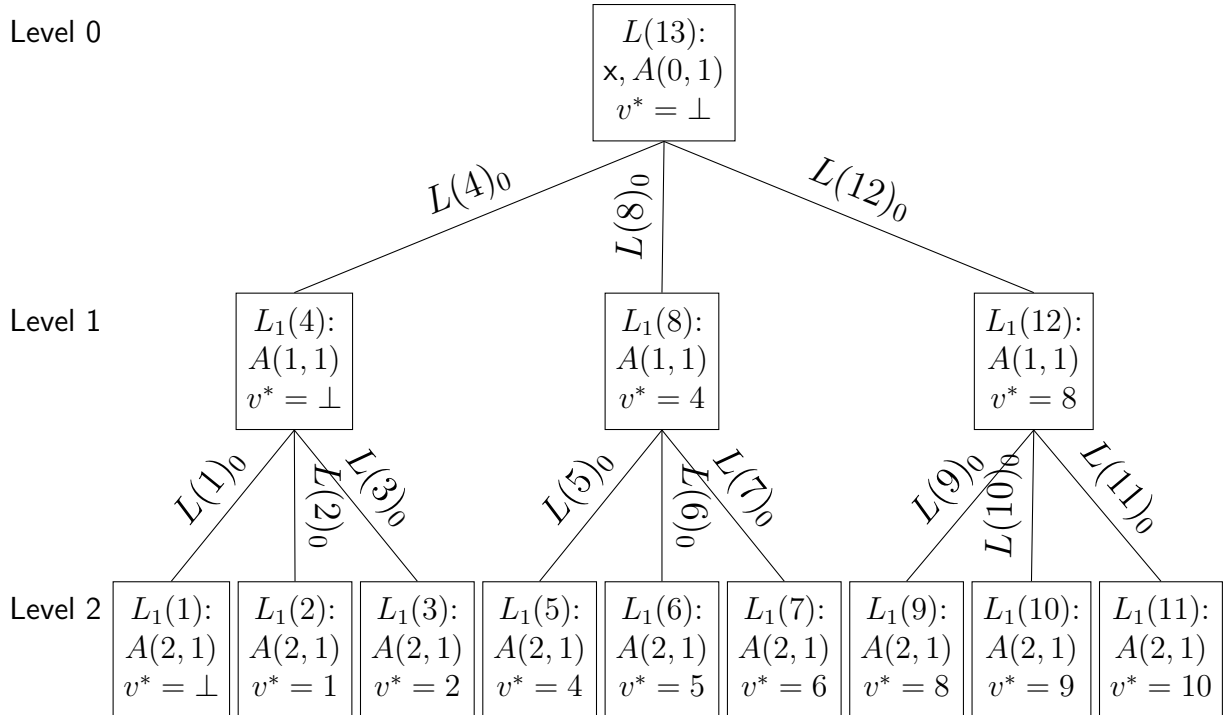 Level 0
L(13):
x, A(0, 1)
v* = ⊥
L(4)₀
L(8)₀
L(12)₀
Level 1
L₁(4):
A(1, 1)
v* = ⊥
L₁(8):
A(1, 1)
v* = 4
L₁(12):
A(1, 1)
v* = 8
L(1)₀
L(2)₀
L(3)₀
L(5)₀
L(6)₀
L(7)₀
L(9)₀
L(10)₀
L(11)₀
Level 2
L₁(1):
A(2, 1)
v* = ⊥
L₁(2):
A(2, 1)
v* = 1
L₁(3):
A(2, 1)
v* = 2
L₁(5):
A(2, 1)
v* = 4
L₁(6):
A(2, 1)
v* = 5
L₁(7):
A(2, 1)
v* = 6
L₁(9):
A(2, 1)
v* = 8
L₁(10):
A(2, 1)
v* = 9
L₁(11):
A(2, 1)
v* = 10